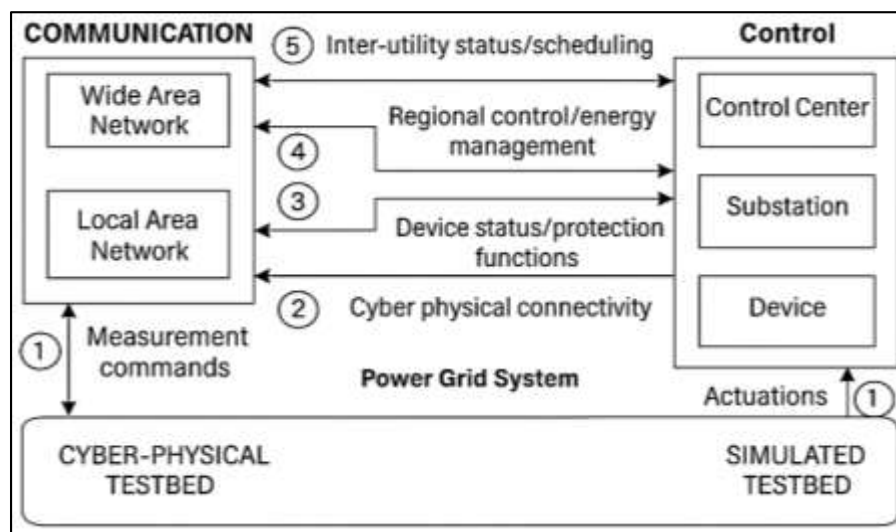 COMMUNICATION
5 Inter-utility status/scheduling
Control
Wide Area
Network
Regional control/energy
management
4
Control Center
Local Area
Network
3
Device status/protection
functions
Substation
2 Cyber physical connectivity
Device
1 Measurement
commands
Power Grid System
Actuations 1
CYBER-PHYSICAL
TESTBED
SIMULATED
TESTBED